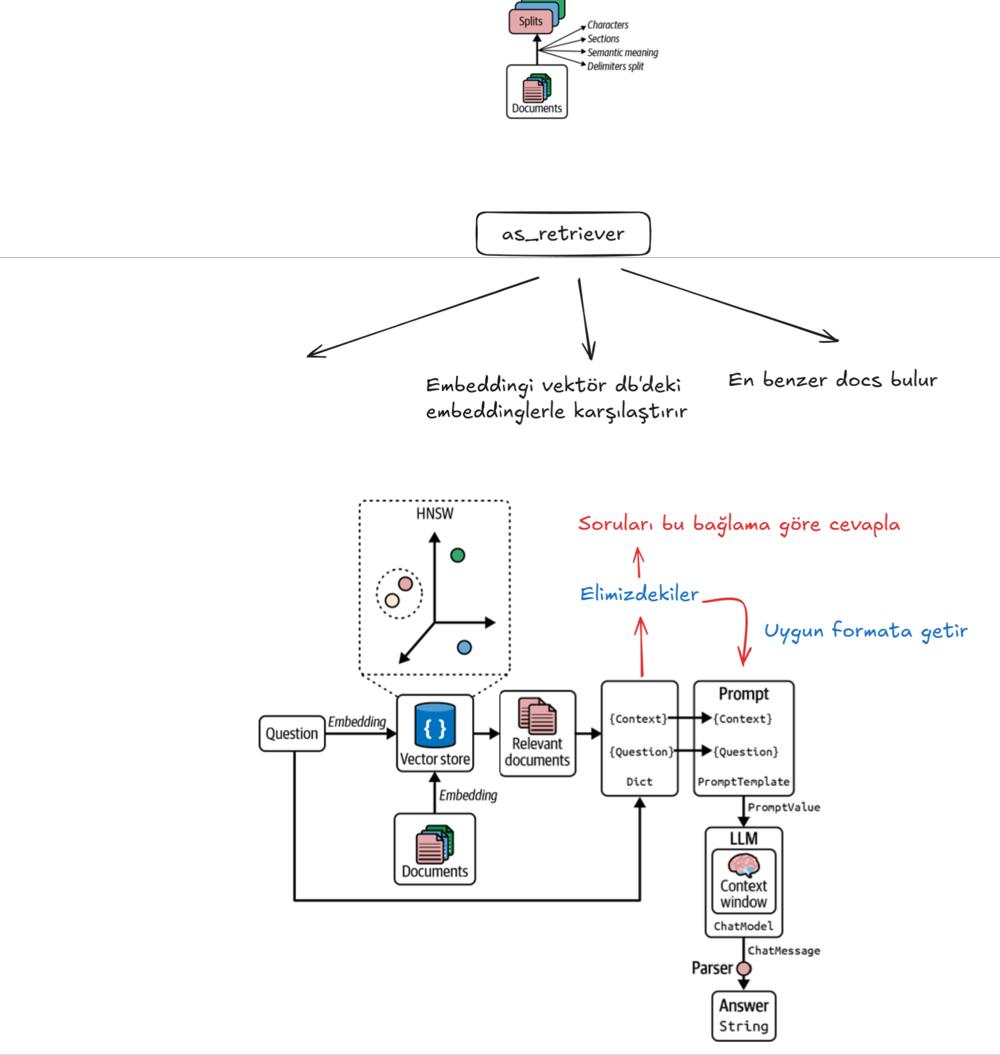 Splits
Characters
Sections
Semantic meaning
Delimiters split
Documents
as_retriever
Embeddingi vektör db'deki
embeddinglerle karşılaştırır
En benzer docs bulur
HNSW
Soruları bu bağlama göre cevapla
Elimizdekiler
Uygun formata getir
Question
Embedding
{ }
Vector store
Relevant
documents
{Context}
{Question}
Dict
Prompt
{Context}
{Question}
PromptTemplate
Embedding
Documents
PromptValue
LLM
Context
window
ChatModel
ChatMessage
Parser
Answer
String